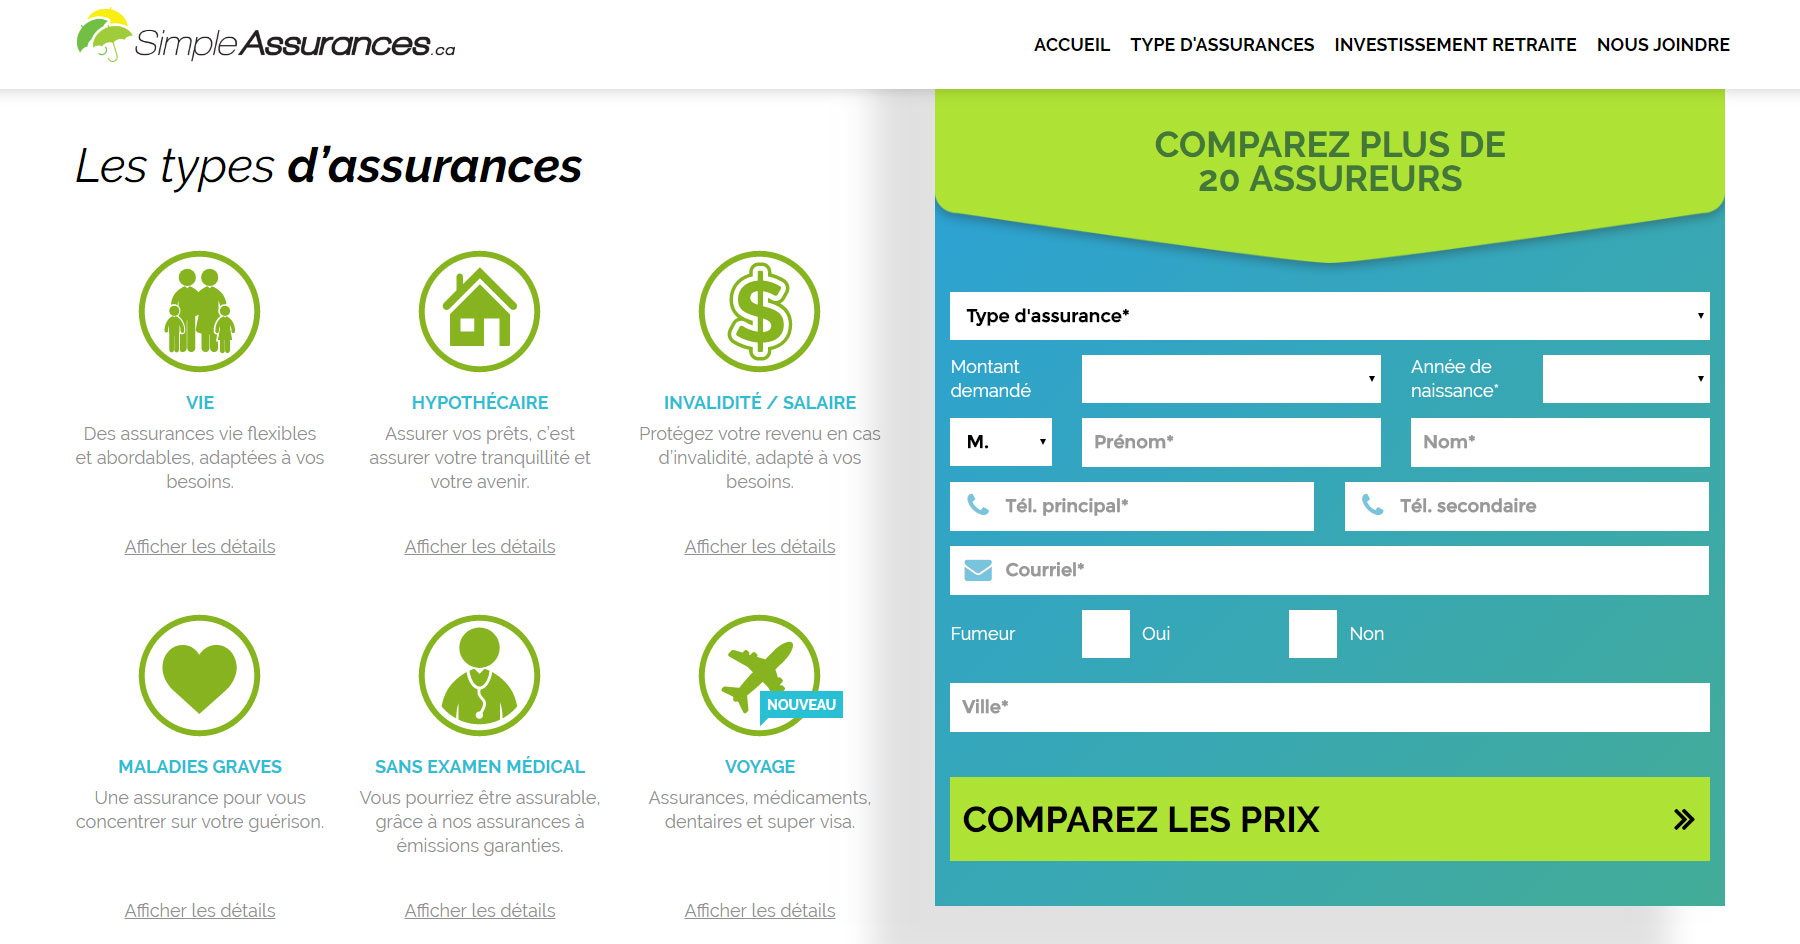 SimpleAssurances.ca
ACCUEIL TYPE D'ASSURANCES INVESTISSEMENT RETRAITE NOUS JOINDRE
Les types d’assurances
VIE
Des assurances vie flexibles
et abordables, adaptées à vos
besoins.
Afficher les détails
HYPOTHÉCAIRE
Assurer vos prêts, c’est
assurer votre tranquillité et
votre avenir.
Afficher les détails
INVALIDITÉ / SALAIRE
Protégez votre revenu en cas
d’invalidité, adapté à vos
besoins.
Afficher les détails
MALADIES GRAVES
Une assurance pour vous
concentrer sur votre guérison.
Afficher les détails
SANS EXAMEN MÉDICAL
Vous pourriez être assurable,
grâce à nos assurances à
émissions garanties.
Afficher les détails
NOUVEAU
VOYAGE
Assurances, médicaments,
dentaires et super visa.
Afficher les détails
COMPAREZ PLUS DE
20 ASSUREURS
Type d'assurance*
Montant
demandé
Année de
naissance*
M.
Prénom*
Nom*
Tél. principal*
Tél. secondaire
Courriel*
Fumeur
Oui
Non
Ville*
COMPAREZ LES PRIX